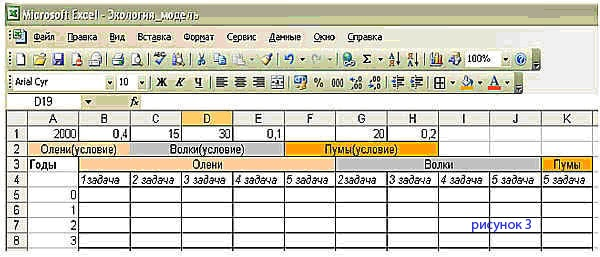 Microsoft Excel - Экология_модель
Файл Правка Вид Вставка Формат Сервис Данные Окно Справка
100%
Arial Cyr 10 Ж К Ч % 000
D19 fx
A B C D E F G H I J K
1 2000 0,4 15 30 0,1 20 0,2
2 Олени(условие) Волки(условие) Пумы(условие)
3 Годы Олени Волки Пумы
4 1 задача 2 задача 3 задача 4 задача 5 задача 2задача 3 задача 4 задача 5 задача 5 задача
5 0
6 1
7 2 рисунок 3
8 3